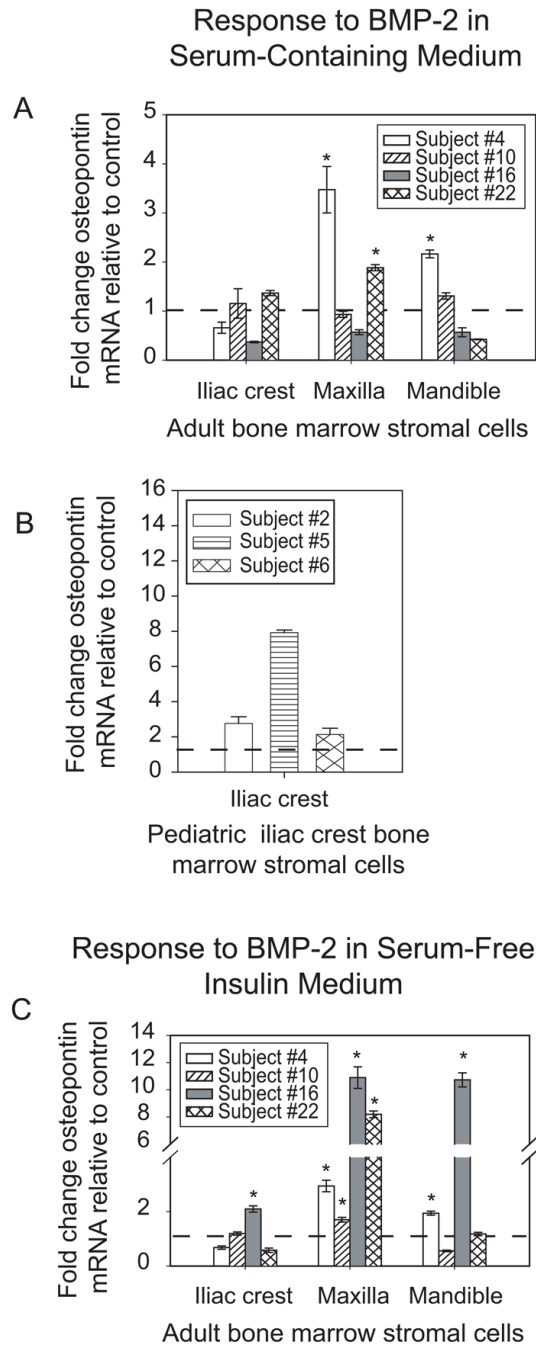 Response to BMP-2 in
Serum-Containing Medium
A
Fold change osteopontin
mRNA relative to control
5
4
3
2
1
0
Subject #4
Subject #10
Subject #16
Subject #22
*
*
*
Iliac crest Maxilla Mandible
Adult bone marrow stromal cells
B
Fold change osteopontin
mRNA relative to control
16
14
12
10
8
6
4
2
0
Subject #2
Subject #5
Subject #6
Iliac crest
Pediatric iliac crest bone
marrow stromal cells
Response to BMP-2 in Serum-Free
Insulin Medium
C
Fold change osteopontin
mRNA relative to control
14
12
10
8
6
2
0
Subject #4
Subject #10
Subject #16
Subject #22
*
*
*
*
*
*
*
Iliac crest Maxilla Mandible
Adult bone marrow stromal cells